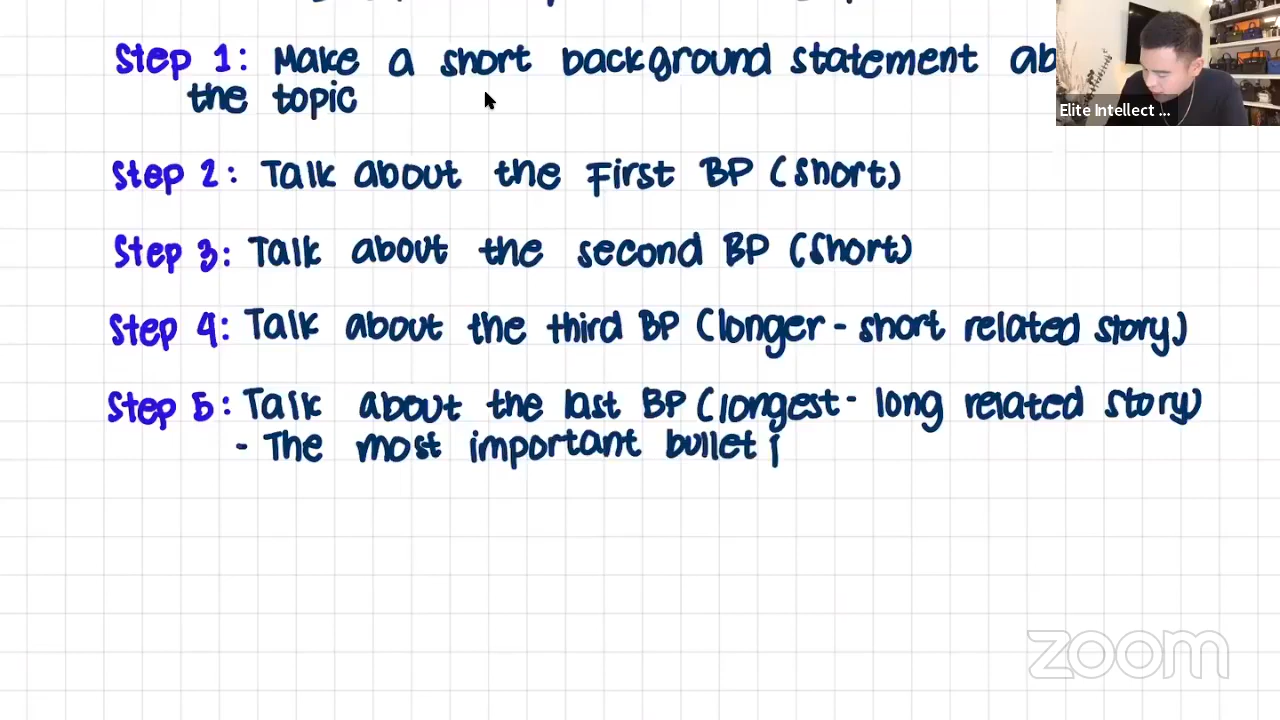 Step 1: Make a short background statement
the topic
Elite Intellect ...
Step 2: Talk about the First BP (short)
Step 3: Talk about the second BP (short)
Step 4: Talk about the third BP (longer - short related story)
Step 5: Talk about the last BP (longest - long related story)
- The most important bullet
zoom